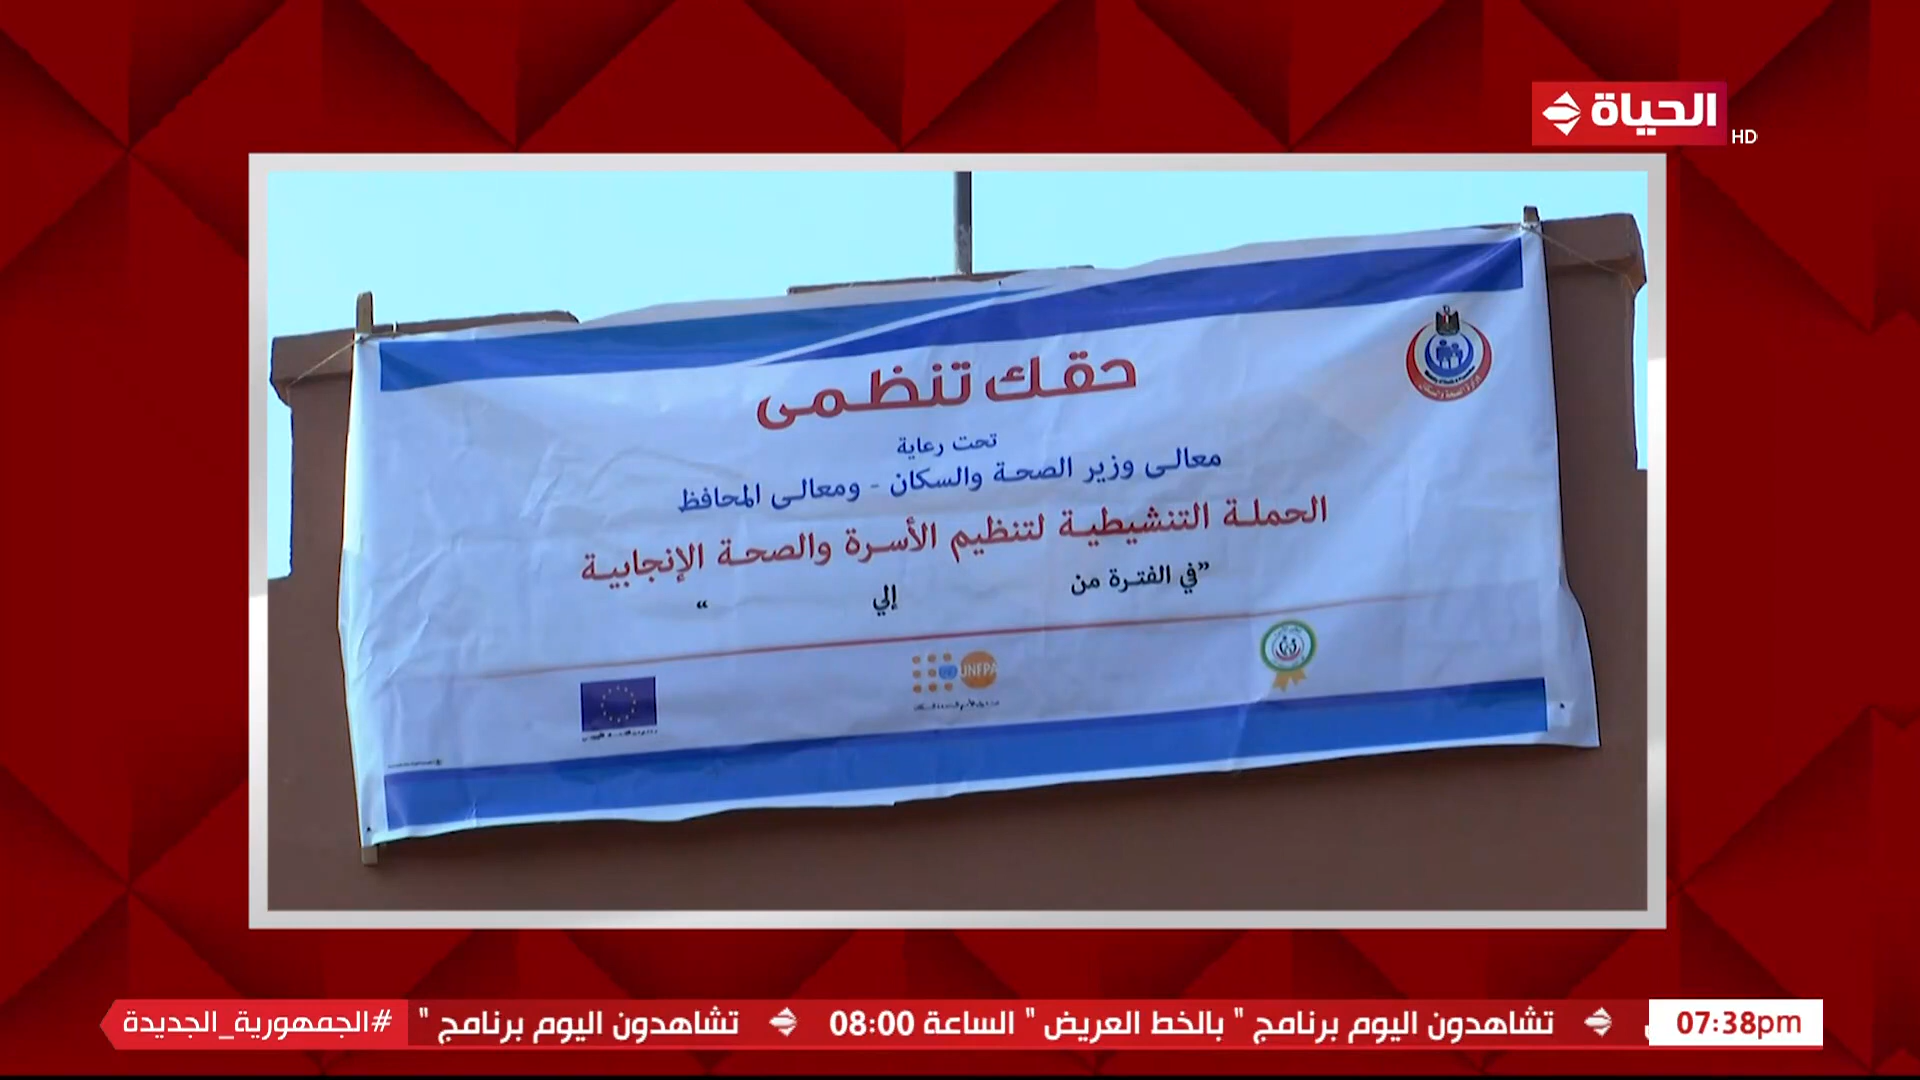 الحياة
HD
حقك تنظمى
تحت رعاية
معالى وزير الصحة والسكان - ومعالى المحافظ
الحملة التنشيطية لتنظيم الأسرة والصحة الإنجابية
"في الفترة من إلي "
UNFPA
07:38pm
تشاهدون اليوم برنامج " بالخط العريض " الساعة 08:00 تشاهدون اليوم برنامج "
#الجمهورية_الجديدة